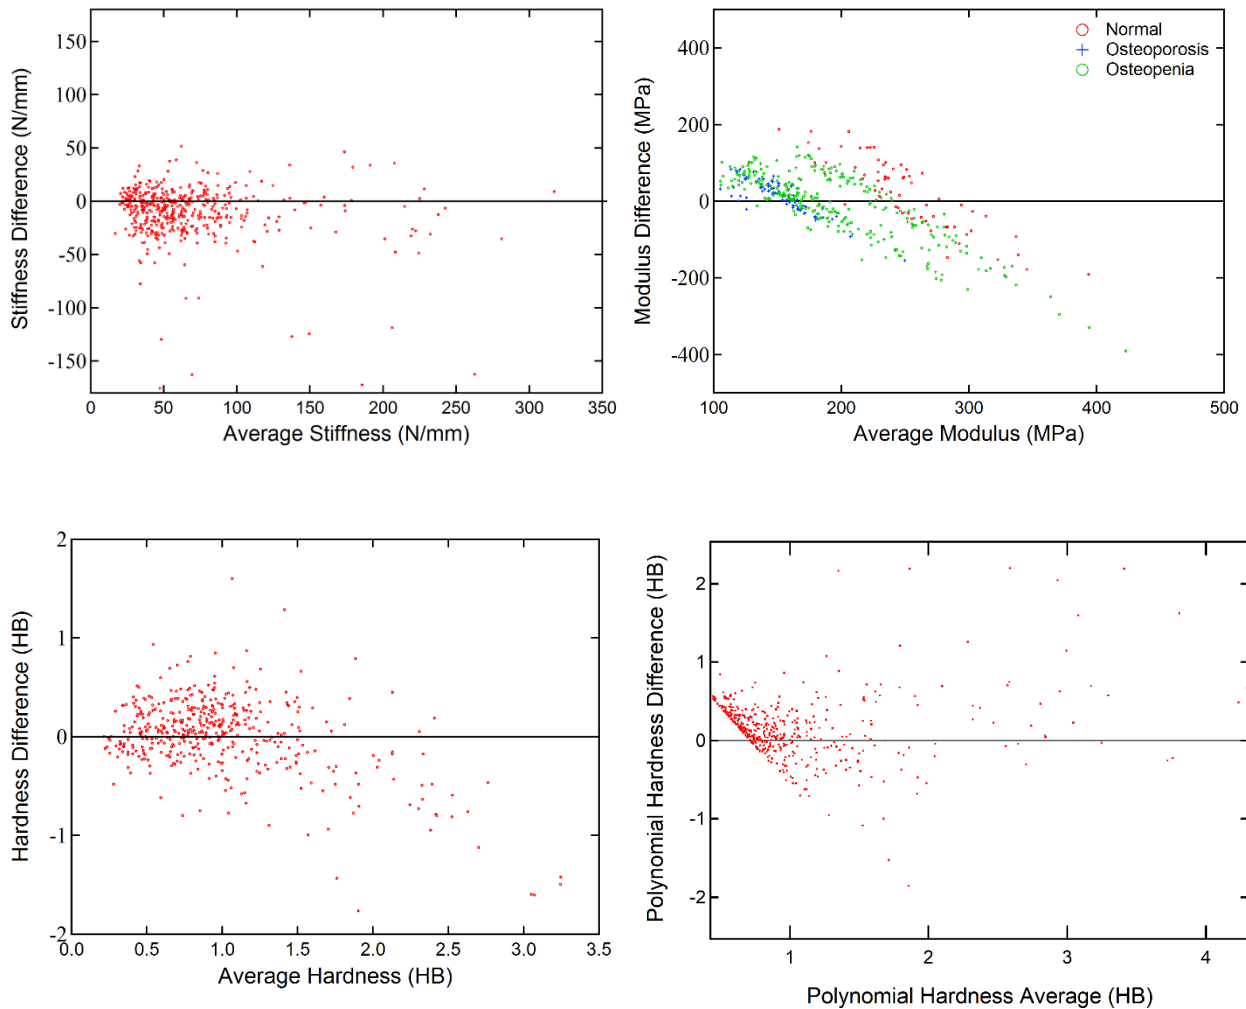 150
100
50
0
-50
-100
-150
Stiffness Difference (N/mm)
0 50 100 150 200 250 300 350
Average Stiffness (N/mm)
Normal
Osteoporosis
Osteopenia
400
200
0
-200
-400
Modulus Difference (MPa)
100 200 300 400 500
Average Modulus (MPa)
2
1
0
-1
-2
Hardness Difference (HB)
0.0 0.5 1.0 1.5 2.0 2.5 3.0 3.5
Average Hardness (HB)
2
1
0
-1
-2
Polynomial Hardness Difference (HB)
1 2 3 4
Polynomial Hardness Average (HB)